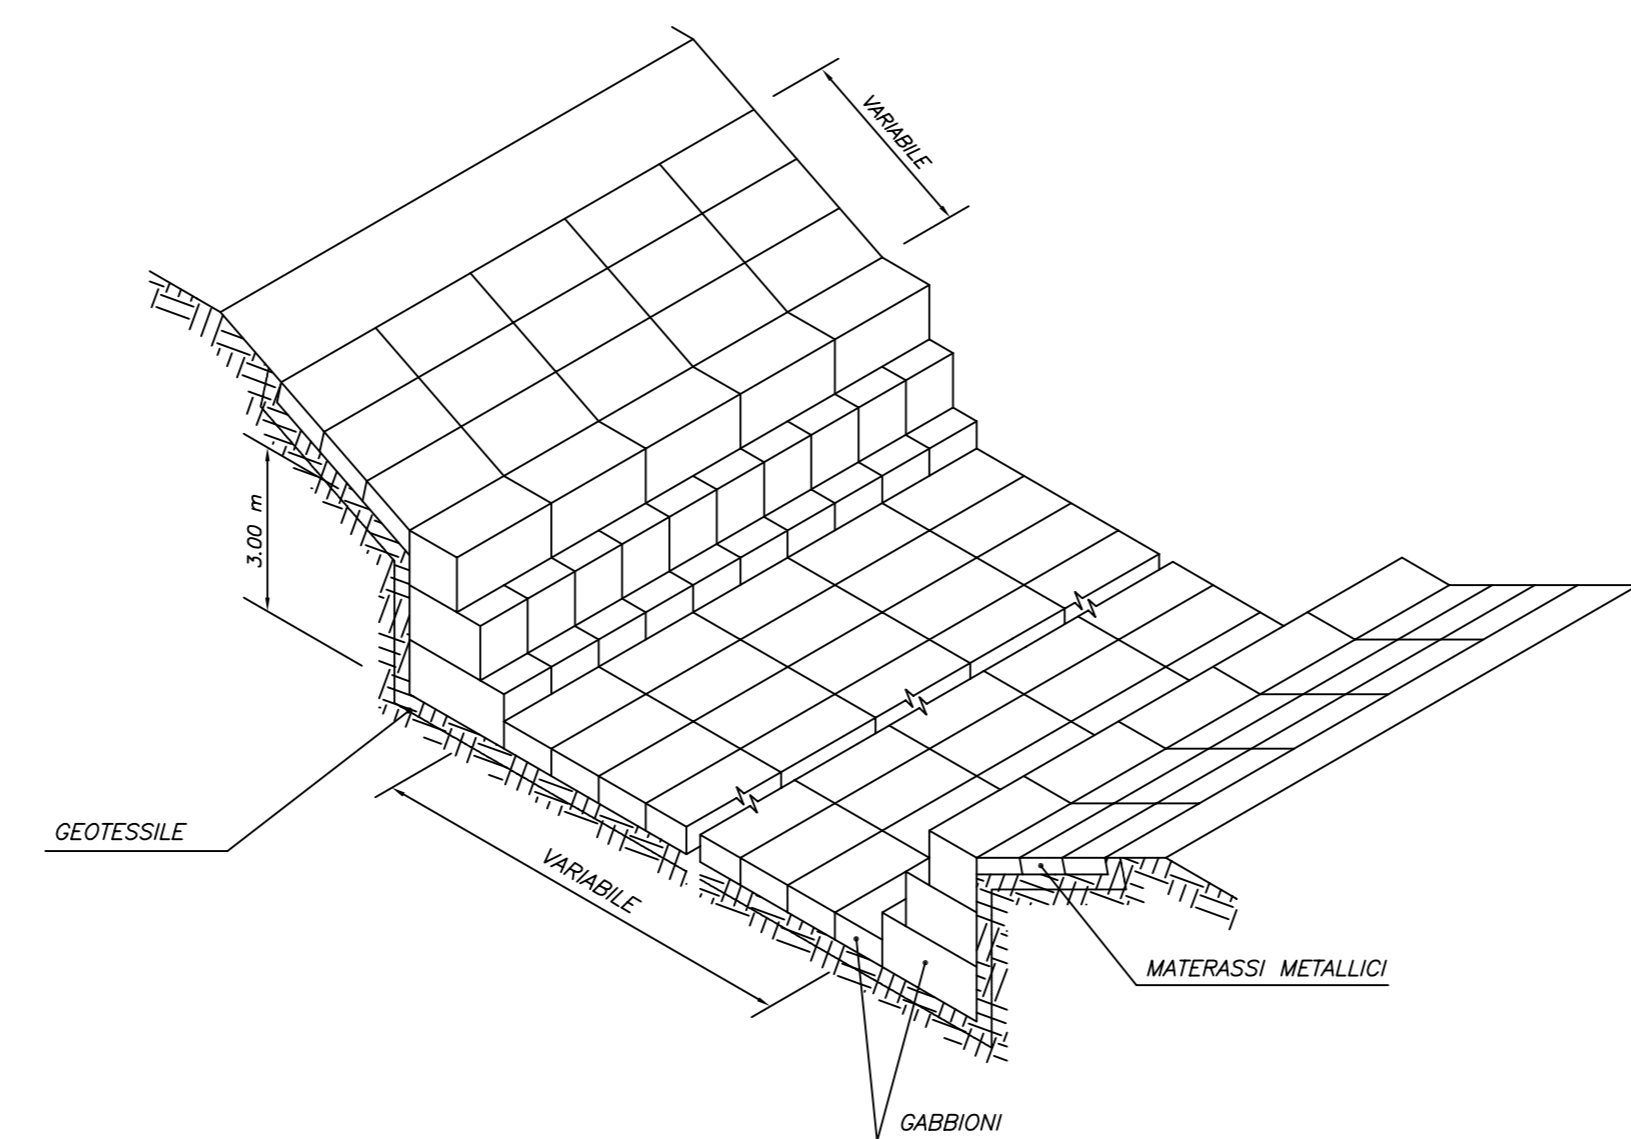 VARIABILE
3.00 m
GEOTESSILE
VARIABILE
MATERASSI METALLICI
GABBIONI